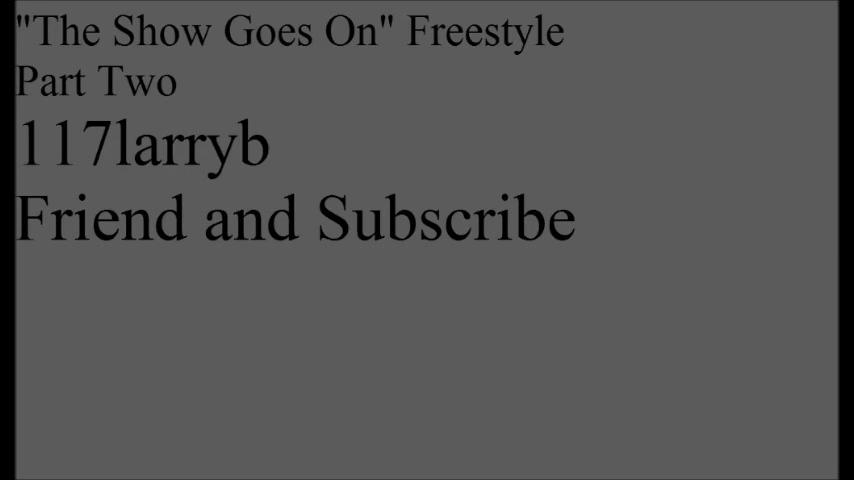 "The Show Goes On" Freestyle
Part Two
117larryb
Friend and Subscribe